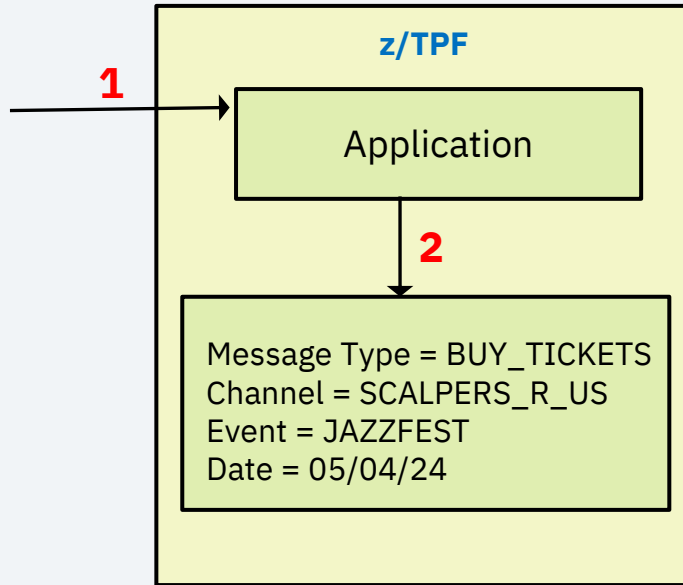 z/TPF
1
Application
2
Message Type = BUY_TICKETS
Channel = SCALPERS_R_US
Event = JAZZFEST
Date = 05/04/24